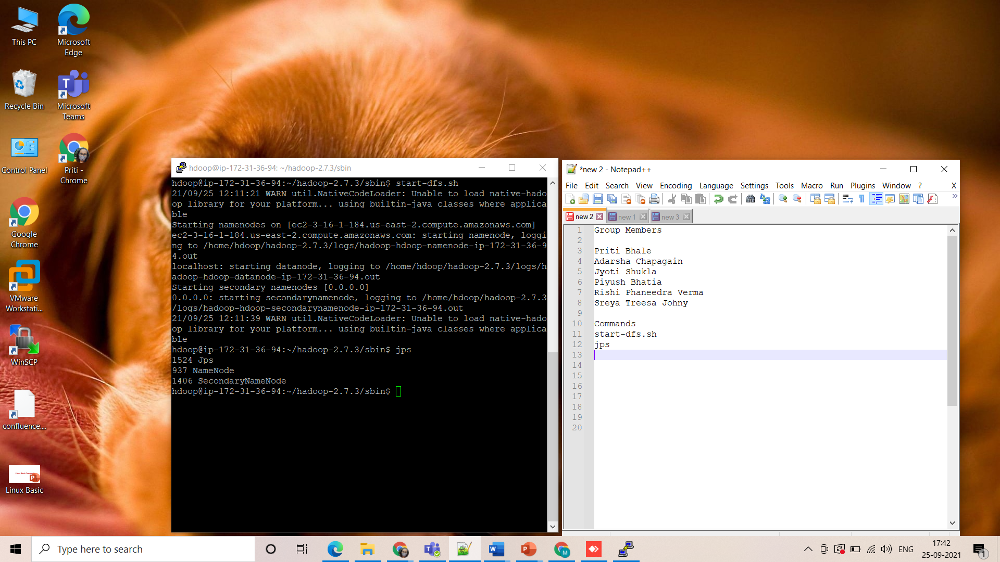 This PC
Microsoft
Edge
Recycle Bin
Microsoft
Teams
Control Panel
Priti -
Chrome
Google
Chrome
VMware
Workstati...
WinSCP
confluence....
Linux Basic
hdoop@ip-172-31-36-94: ~/hadoop-2.7.3/sbin
hdoop@ip-172-31-36-94:~/hadoop-2.7.3/sbin$ start-dfs.sh
21/09/25 12:11:21 WARN util.NativeCodeLoader: Unable to load native-hado
op library for your platform... using builtin-java classes where applica
ble
Starting namenodes on [ec2-3-16-1-184.us-east-2.compute.amazonaws.com]
ec2-3-16-1-184.us-east-2.compute.amazonaws.com: starting namenode, loggi
ng to /home/hdoop/hadoop-2.7.3/logs/hadoop-hdoop-namenode-ip-172-31-36-9
4.out
localhost: starting datanode, logging to /home/hdoop/hadoop-2.7.3/logs/h
adoop-hdoop-datanode-ip-172-31-36-94.out
Starting secondary namenodes [0.0.0.0]
0.0.0.0: starting secondarynamenode, logging to /home/hdoop/hadoop-2.7.3
/logs/hadoop-hdoop-secondarynamenode-ip-172-31-36-94.out
21/09/25 12:11:39 WARN util.NativeCodeLoader: Unable to load native-hado
op library for your platform... using builtin-java classes where applica
ble
hdoop@ip-172-31-36-94:~/hadoop-2.7.3/sbin$ jps
1524 Jps
937 NameNode
1406 SecondaryNameNode
hdoop@ip-172-31-36-94:~/hadoop-2.7.3/sbin$
*new 2 - Notepad++
File Edit Search View Encoding Language Settings Tools Macro Run Plugins Window ? X
new 2 new 1 new 3
1 Group Members
2
3 Priti Bhale
4 Adarsha Chapagain
5 Jyoti Shukla
6 Piyush Bhatia
7 Rishi Phaneedra Verma
8 Sreya Treesa Johny
9
10 Commands
11 start-dfs.sh
12 jps
13
14
15
16
17
18
19
20
Type here to search
ENG
17:42
25-09-2021
1